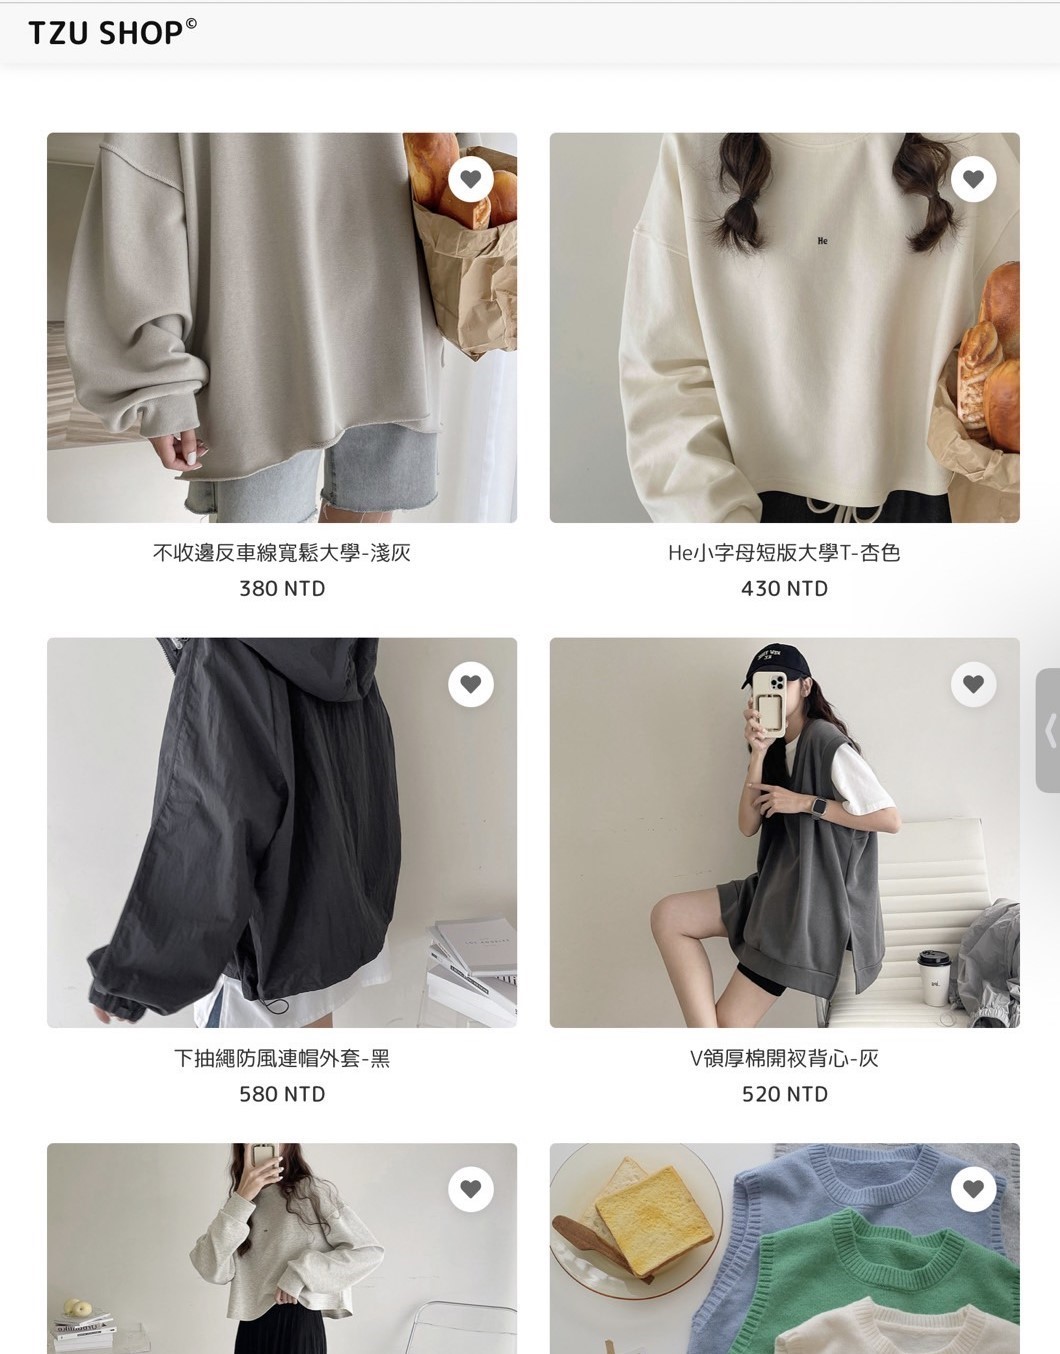 TZU SHOP©
He
不收邊反車線寬鬆大學-淺灰
380 NTD
He小字母短版大學T-杏色
430 NTD
下抽繩防風連帽外套-黑
580 NTD
V領厚棉開衩背心-灰
520 NTD